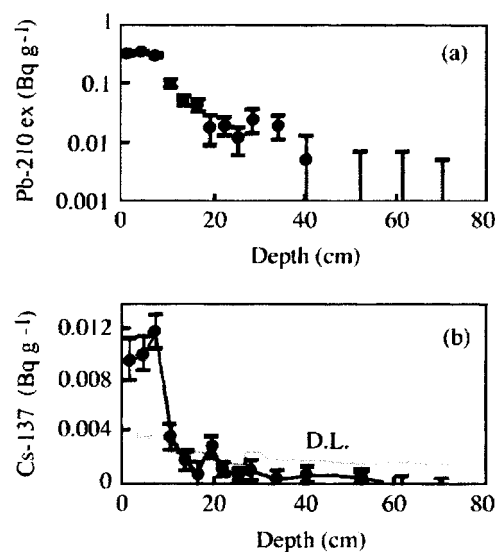 1
(a)
0.1
0.01
0.001
Pb-210 ex (Bq g -1)
0 20 40 60 80
Depth (cm)
0.012
(b)
0.008
0.004
D.L.
0
Cs-137 (Bq g -1)
0 20 40 60 80
Depth (cm)